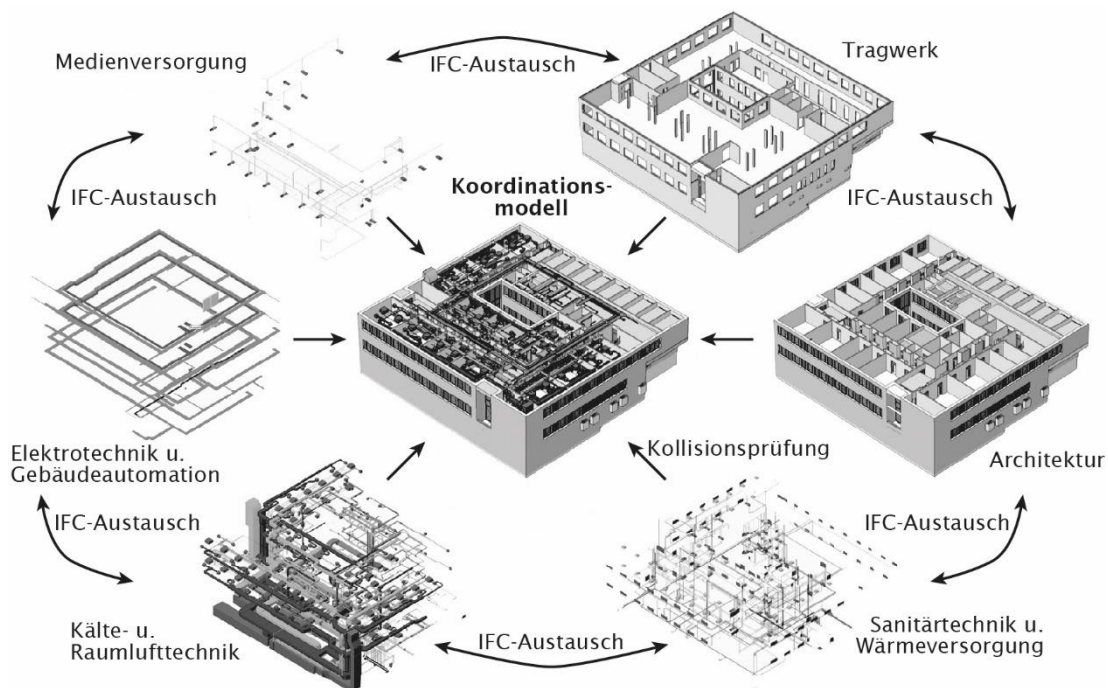 Medienversorgung
IFC-Austausch
Tragwerk
IFC-Austausch
Koordinations-
modell
IFC-Austausch
Elektrotechnik u.
Gebäudeautomation
Kollisionsprüfung
Architektur
IFC-Austausch
IFC-Austausch
Kälte- u.
Raumlufttechnik
IFC-Austausch
Sanitärtechnik u.
Wärmeversorgung